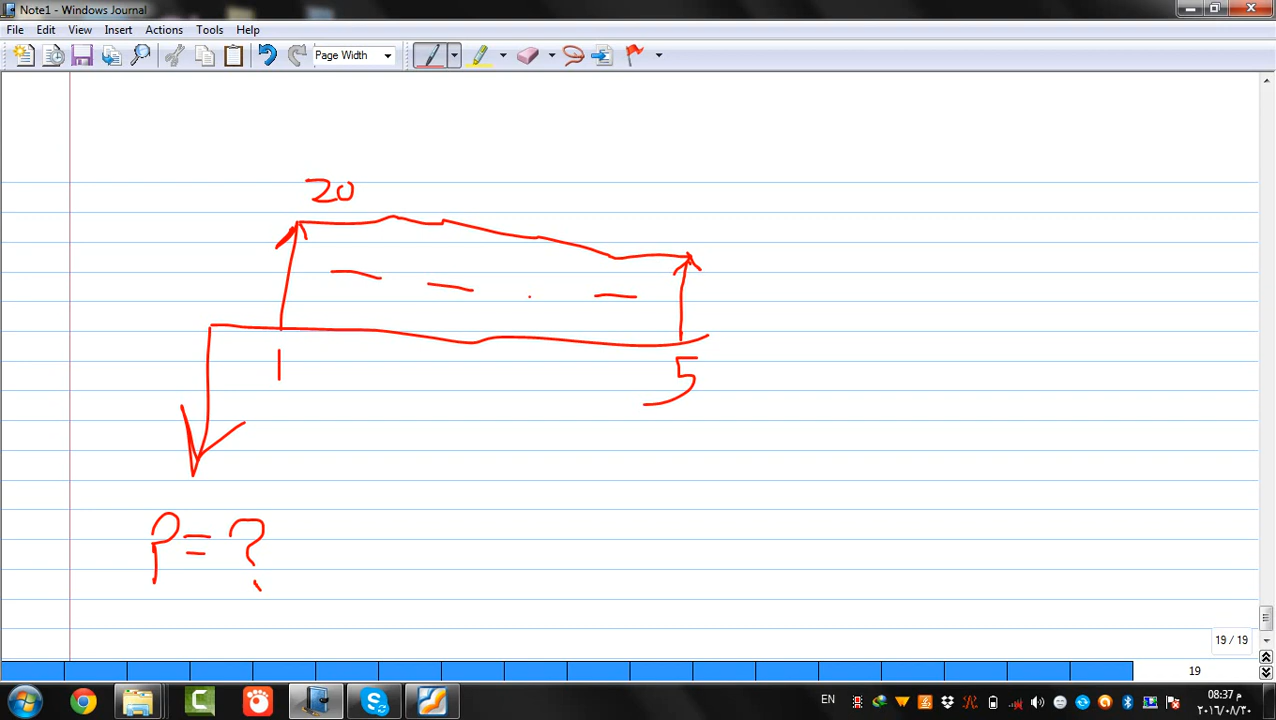 Note1 - Windows Journal
File Edit View Insert Actions Tools Help
Page Width
20
1
5
P = ?
19 / 19
19
EN
08:37 م
٢٠١٦/٠٨/٣٠